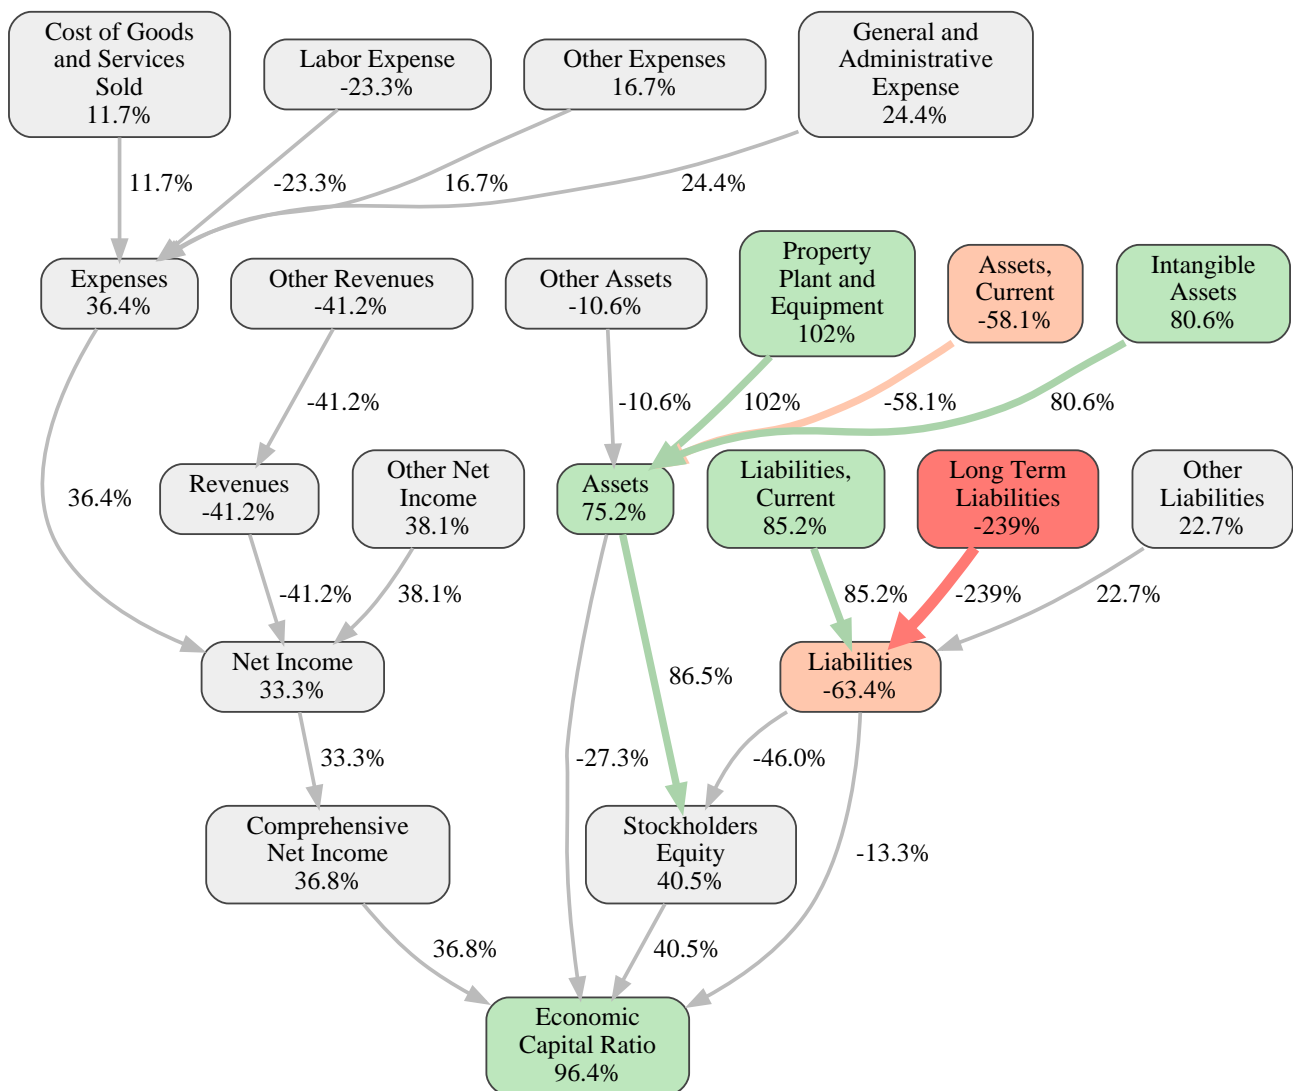 Cost of Goods
and Services
Sold
11.7%
Labor Expense
-23.3%
Other Expenses
16.7%
General and
Administrative
Expense
24.4%
11.7%
-23.3%
16.7%
24.4%
Expenses
36.4%
Other Revenues
-41.2%
Other Assets
-10.6%
Property
Plant and
Equipment
102%
Assets,
Current
-58.1%
Intangible
Assets
80.6%
-41.2%
-10.6%
102%
-58.1%
80.6%
36.4%
Revenues
-41.2%
Other Net
Income
38.1%
Assets
75.2%
Liabilities,
Current
85.2%
Long Term
Liabilities
-239%
Other
Liabilities
22.7%
-41.2%
38.1%
85.2%
-239%
22.7%
Net Income
33.3%
86.5%
Liabilities
-63.4%
33.3%
-27.3%
-46.0%
Comprehensive
Net Income
36.8%
Stockholders
Equity
40.5%
-13.3%
36.8%
40.5%
Economic
Capital Ratio
96.4%